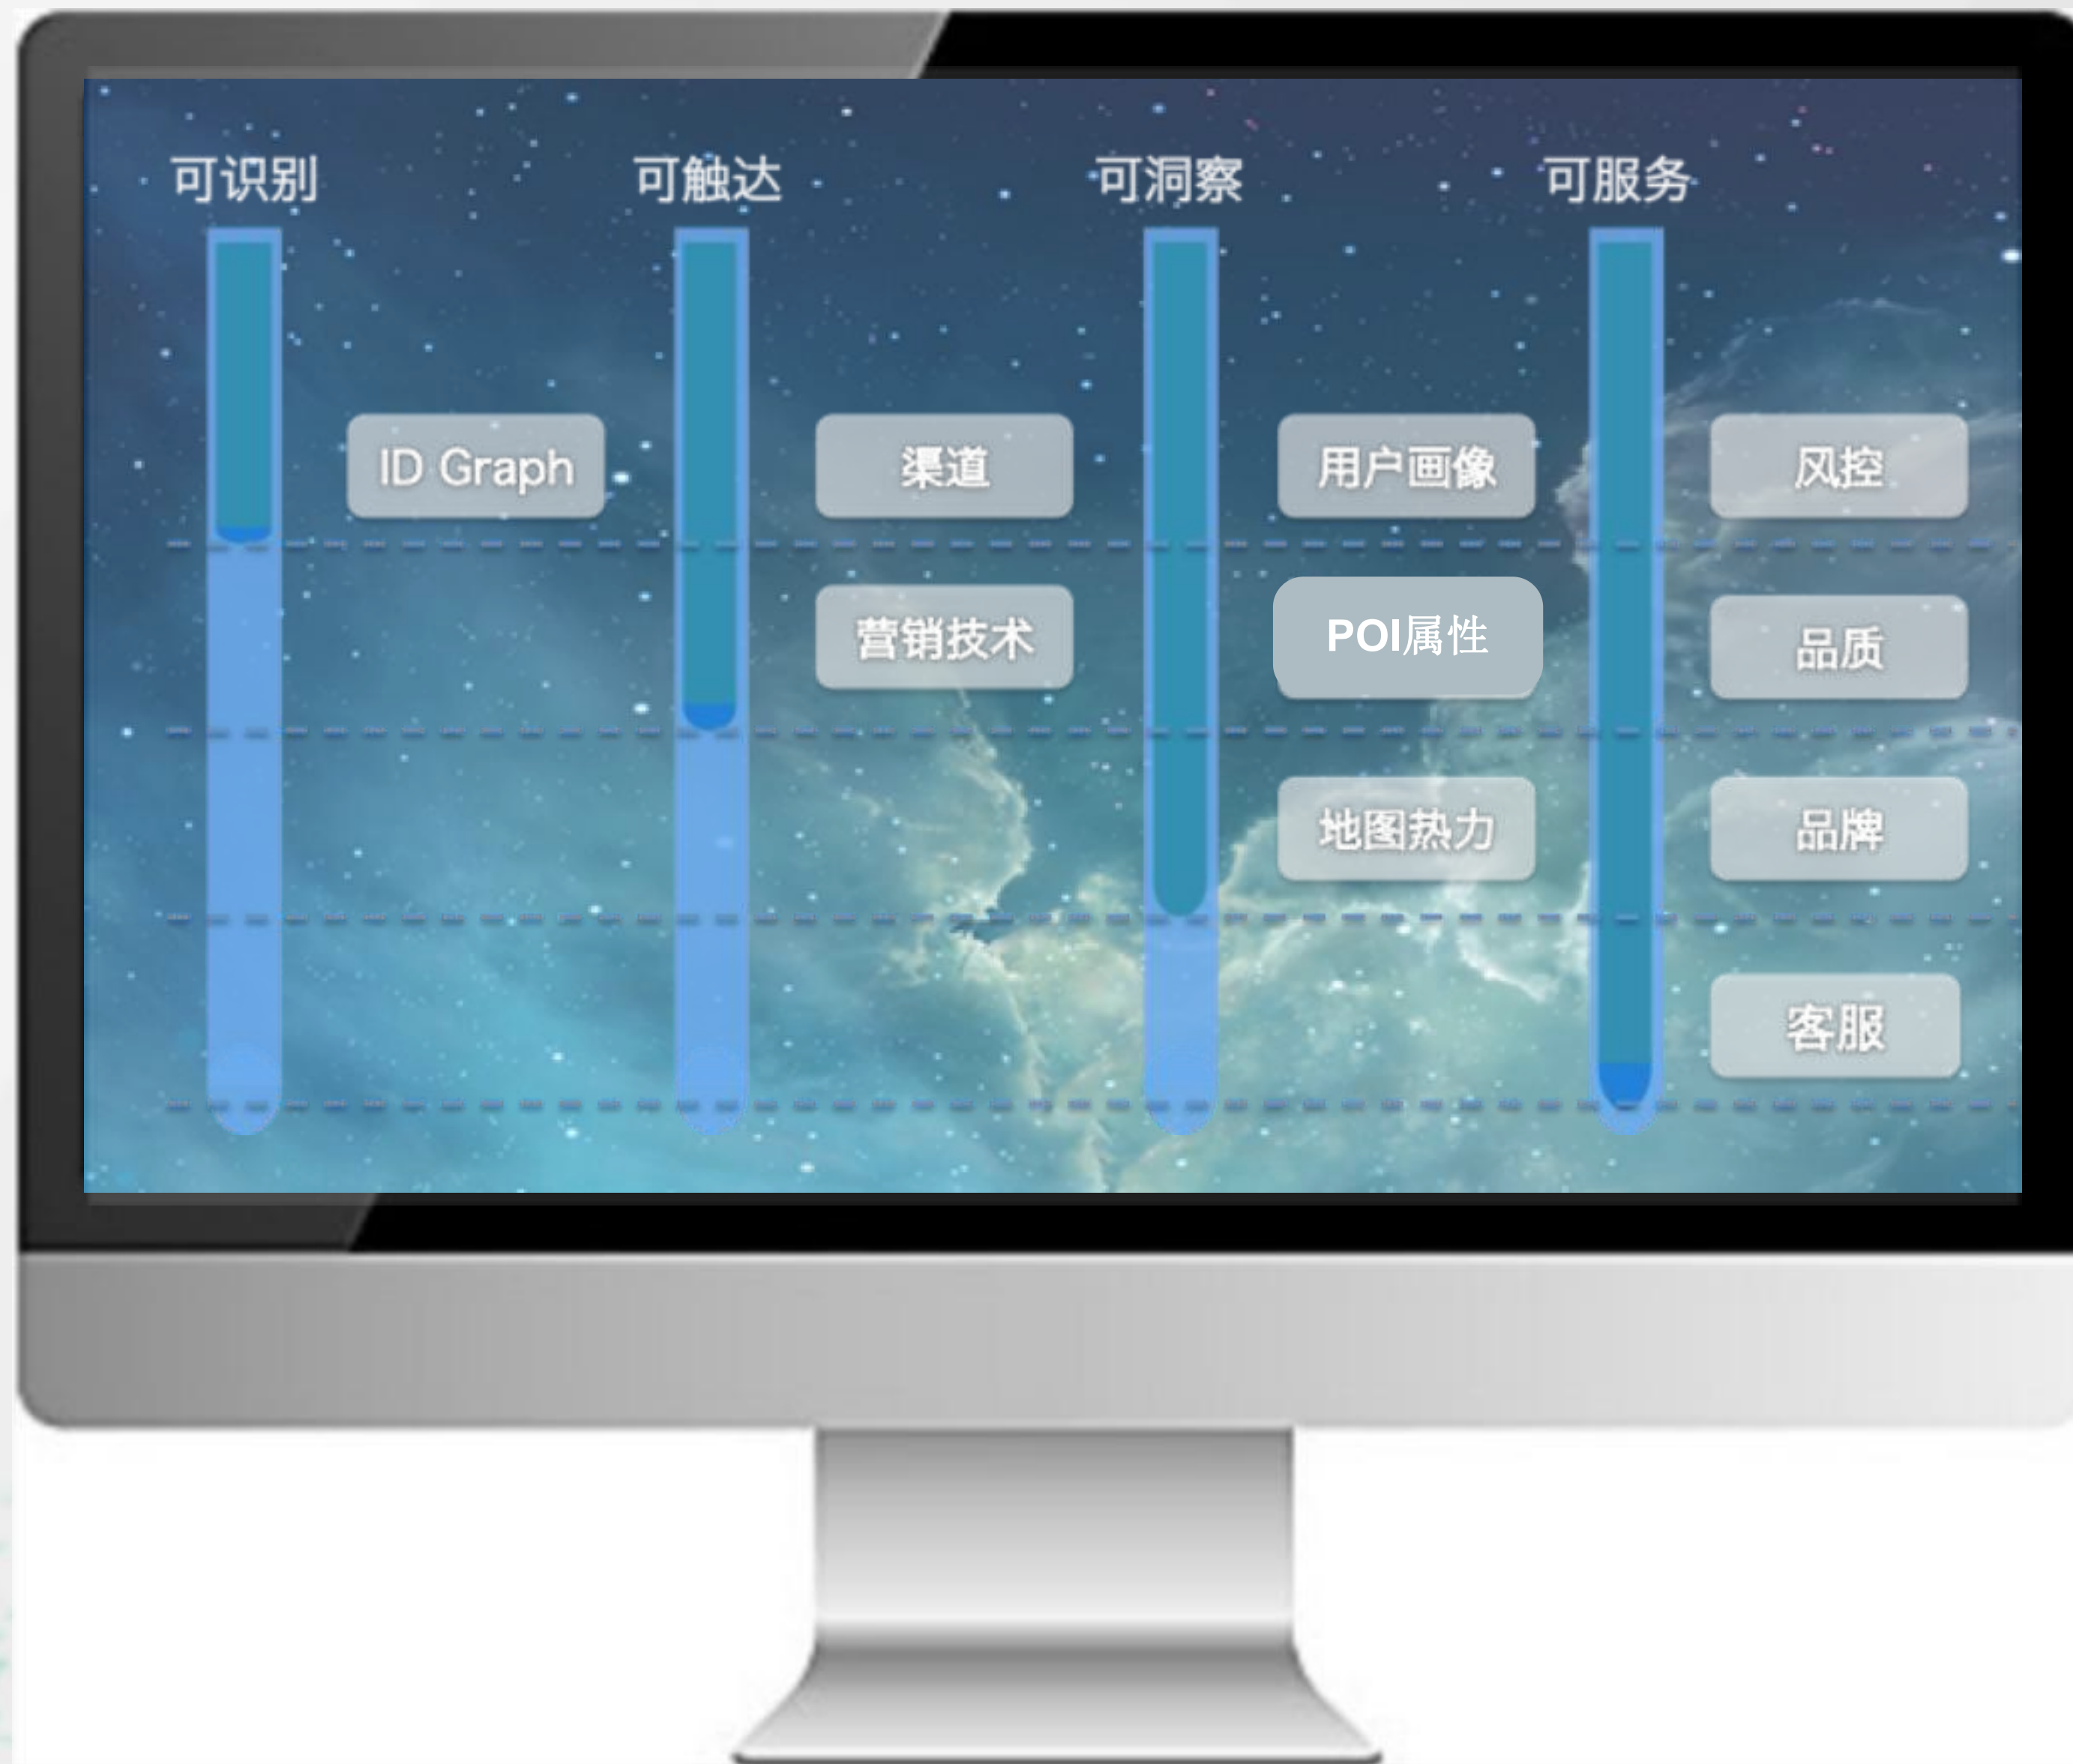 可识别 可触达 可洞察 可服务
ID Graph 渠道 用户画像 风控
营销技术 POI属性 品质
地图热力 品牌
客服